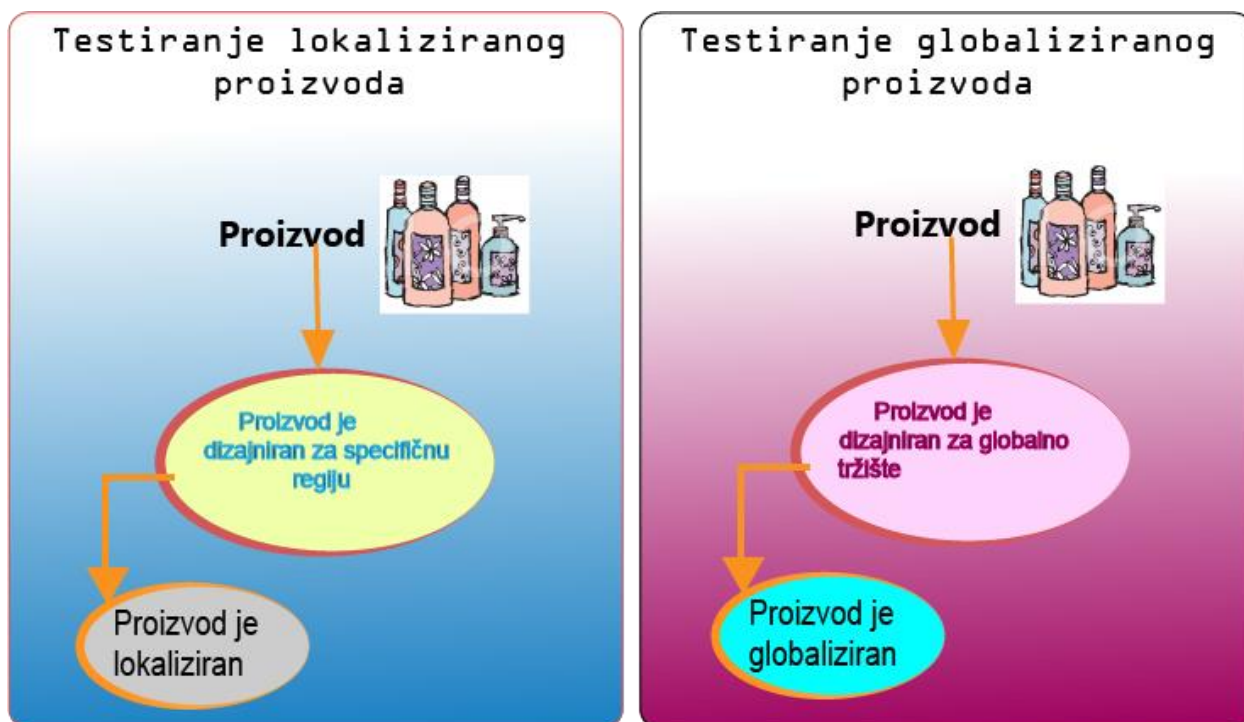 Testiranje lokaliziranog
proizvoda
Proizvod
Proizvod je
dizajniran za specifičnu
regiju
Proizvod je
lokaliziran
Testiranje globaliziranog
proizvoda
Proizvod
Proizvod je
dizajniran za globalno
tržište
Proizvod je
globaliziran